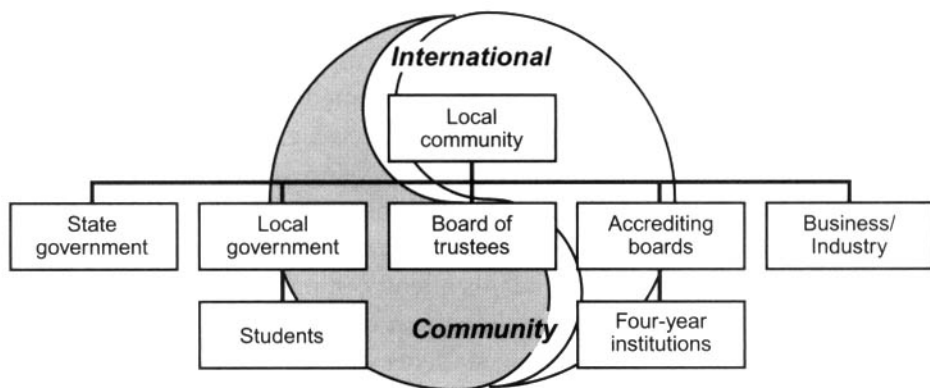 International
Local
community
State
government
Local
government
Board of
trustees
Accrediting
boards
Business/
Industry
Students
Community
Four-year
institutions